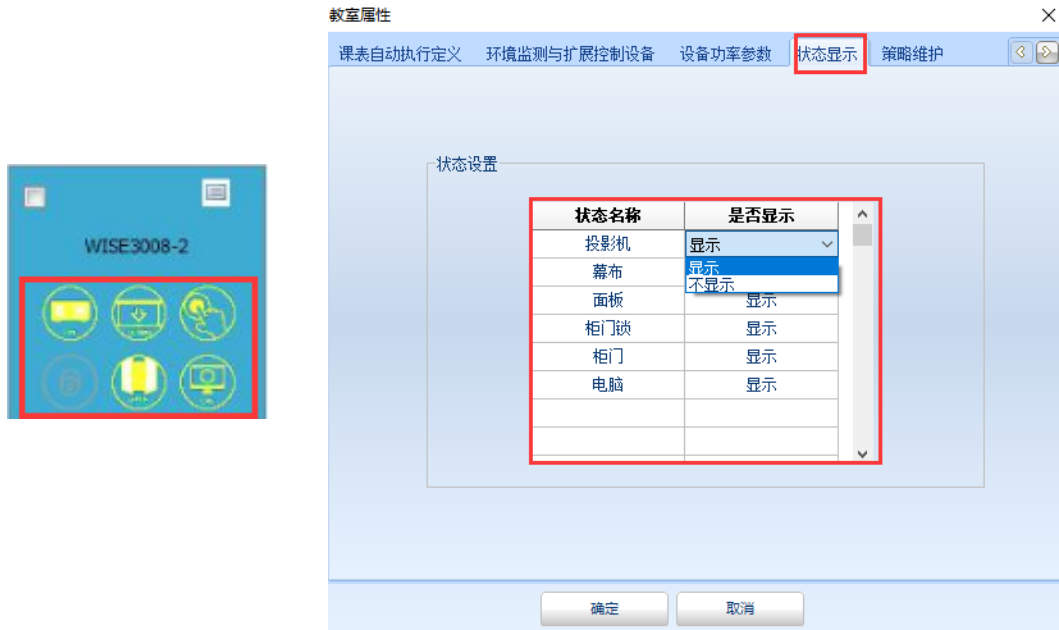 教室属性
课表自动执行定义 环境监测与扩展控制设备 设备功率参数 状态显示 策略维护
状态设置
WISE3008-2
状态名称 是否显示
投影机 显示
幕布 显示
不显示
面板 显示
柜门锁 显示
柜门 显示
电脑 显示
确定 取消